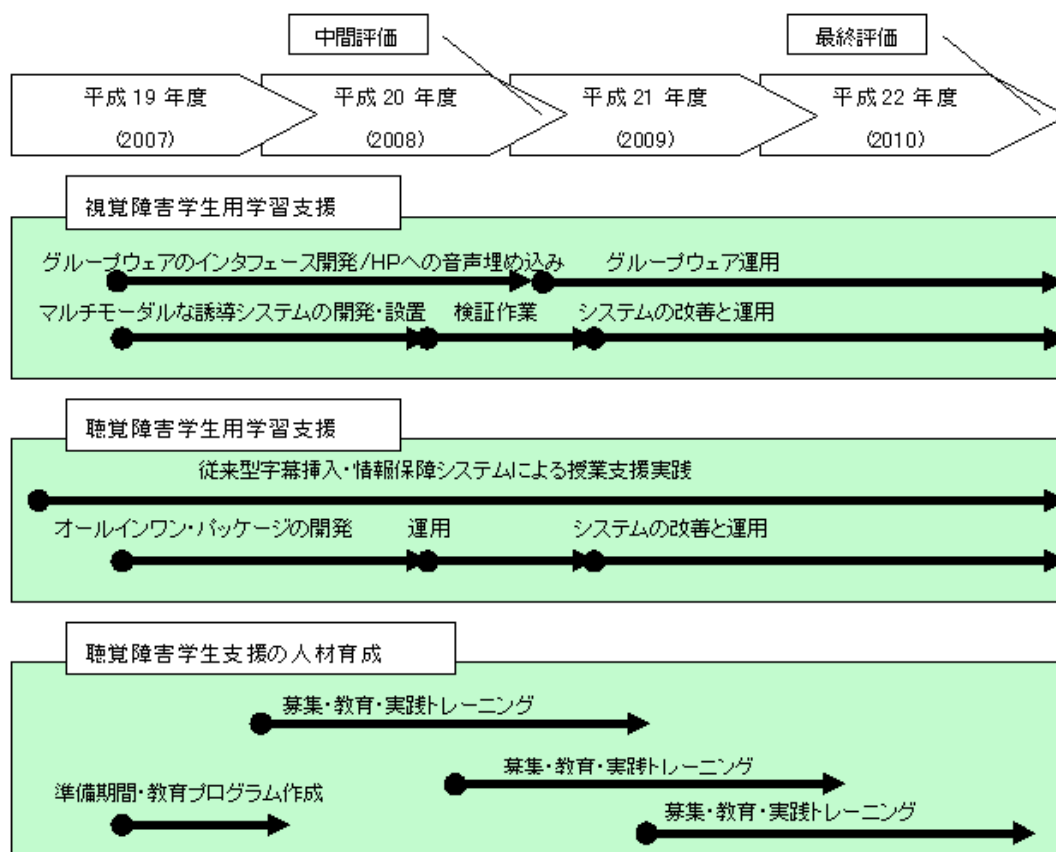 中間評価
最終評価
平成 19 年度
(2007)
平成 20 年度
(2008)
平成 21 年度
(2009)
平成 22 年度
(2010)
視覚障害学生用学習支援
グループウェアのインタフェース開発/HPへの音声埋め込み
グループウェア運用
マルチモーダルな誘導システムの開発・設置
検証作業
システムの改善と運用
聴覚障害学生用学習支援
従来型字幕挿入・情報保障システムによる授業支援実践
オールインワン・パッケージの開発
運用
システムの改善と運用
聴覚障害学生支援の人材育成
募集・教育・実践トレーニング
募集・教育・実践トレーニング
準備期間・教育プログラム作成
募集・教育・実践トレーニング